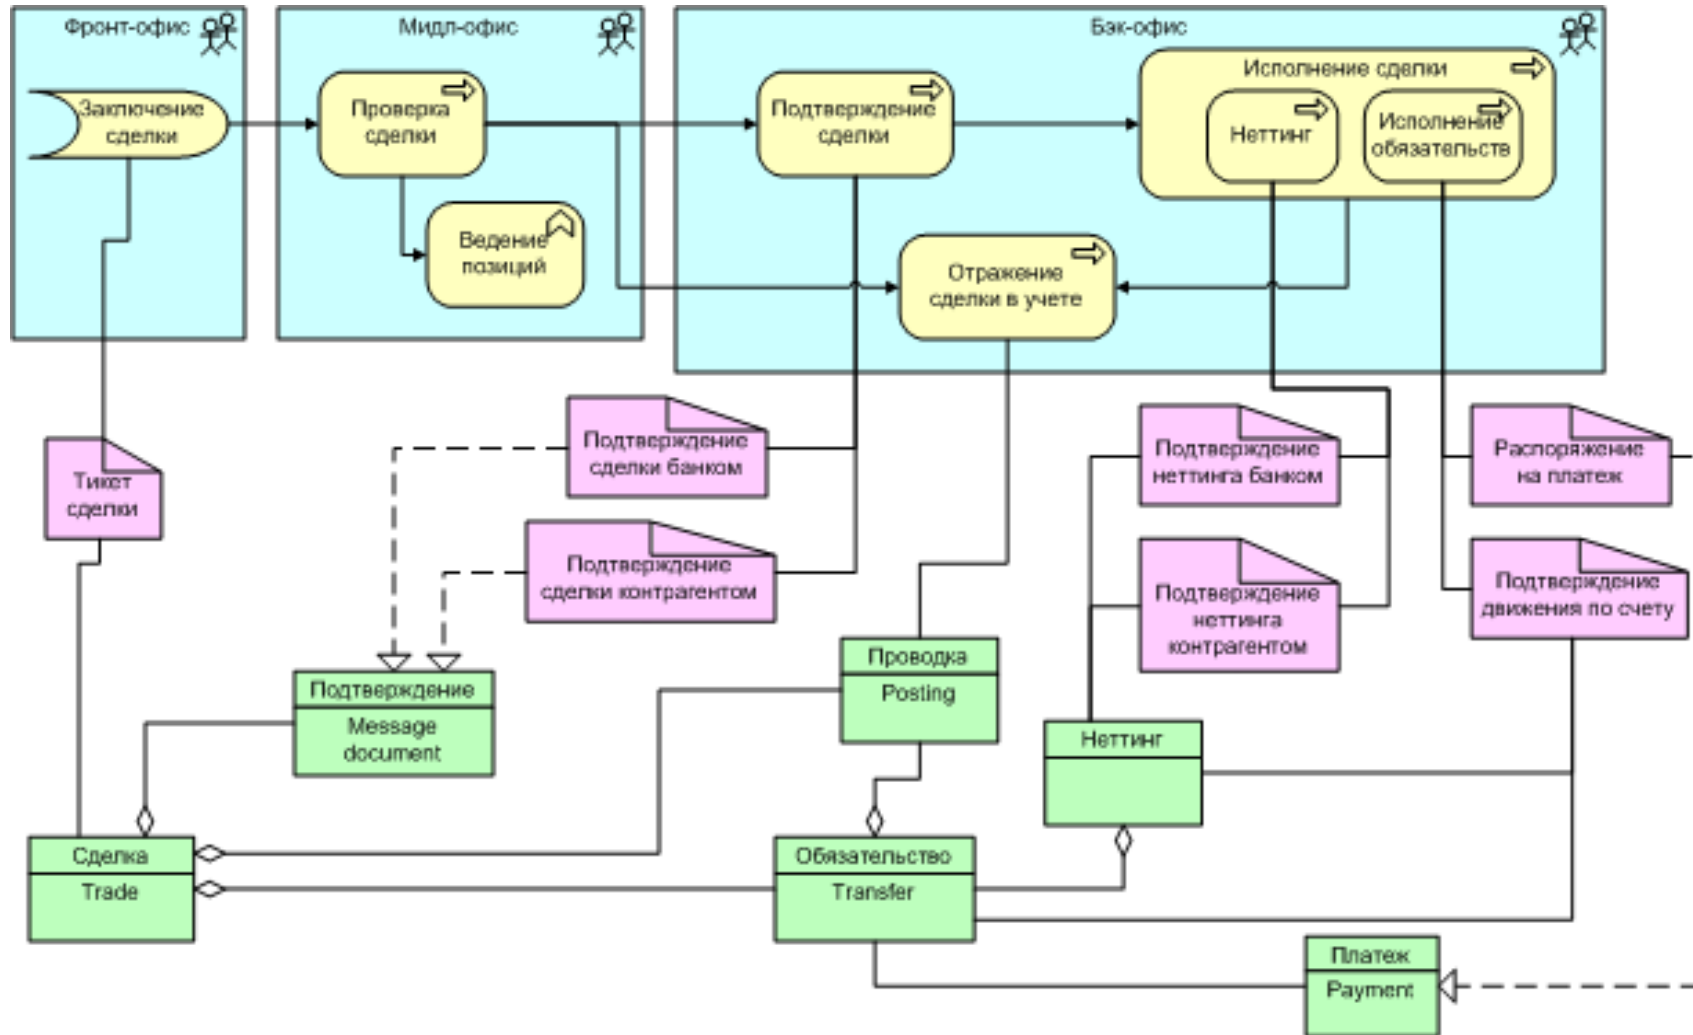 Фронт-офис
Мидл-офис
Бэк-офис
Заключение
сделки
Проверка
сделки
Ведение
позиций
Подтверждение
сделки
Исполнение сделки
Неттинг
Исполнение
обязательств
Отражение
сделки в учете
Тикет
сделки
Подтверждение
сделки банком
Подтверждение
сделки контрагентом
Подтверждение
неттинга банком
Подтверждение
неттинга
контрагентом
Распоряжение
на платеж
Подтверждение
движения по счету
Подтверждение
Message
document
Проводка
Posting
Неттинг
Сделка
Trade
Обязательство
Transfer
Платеж
Payment